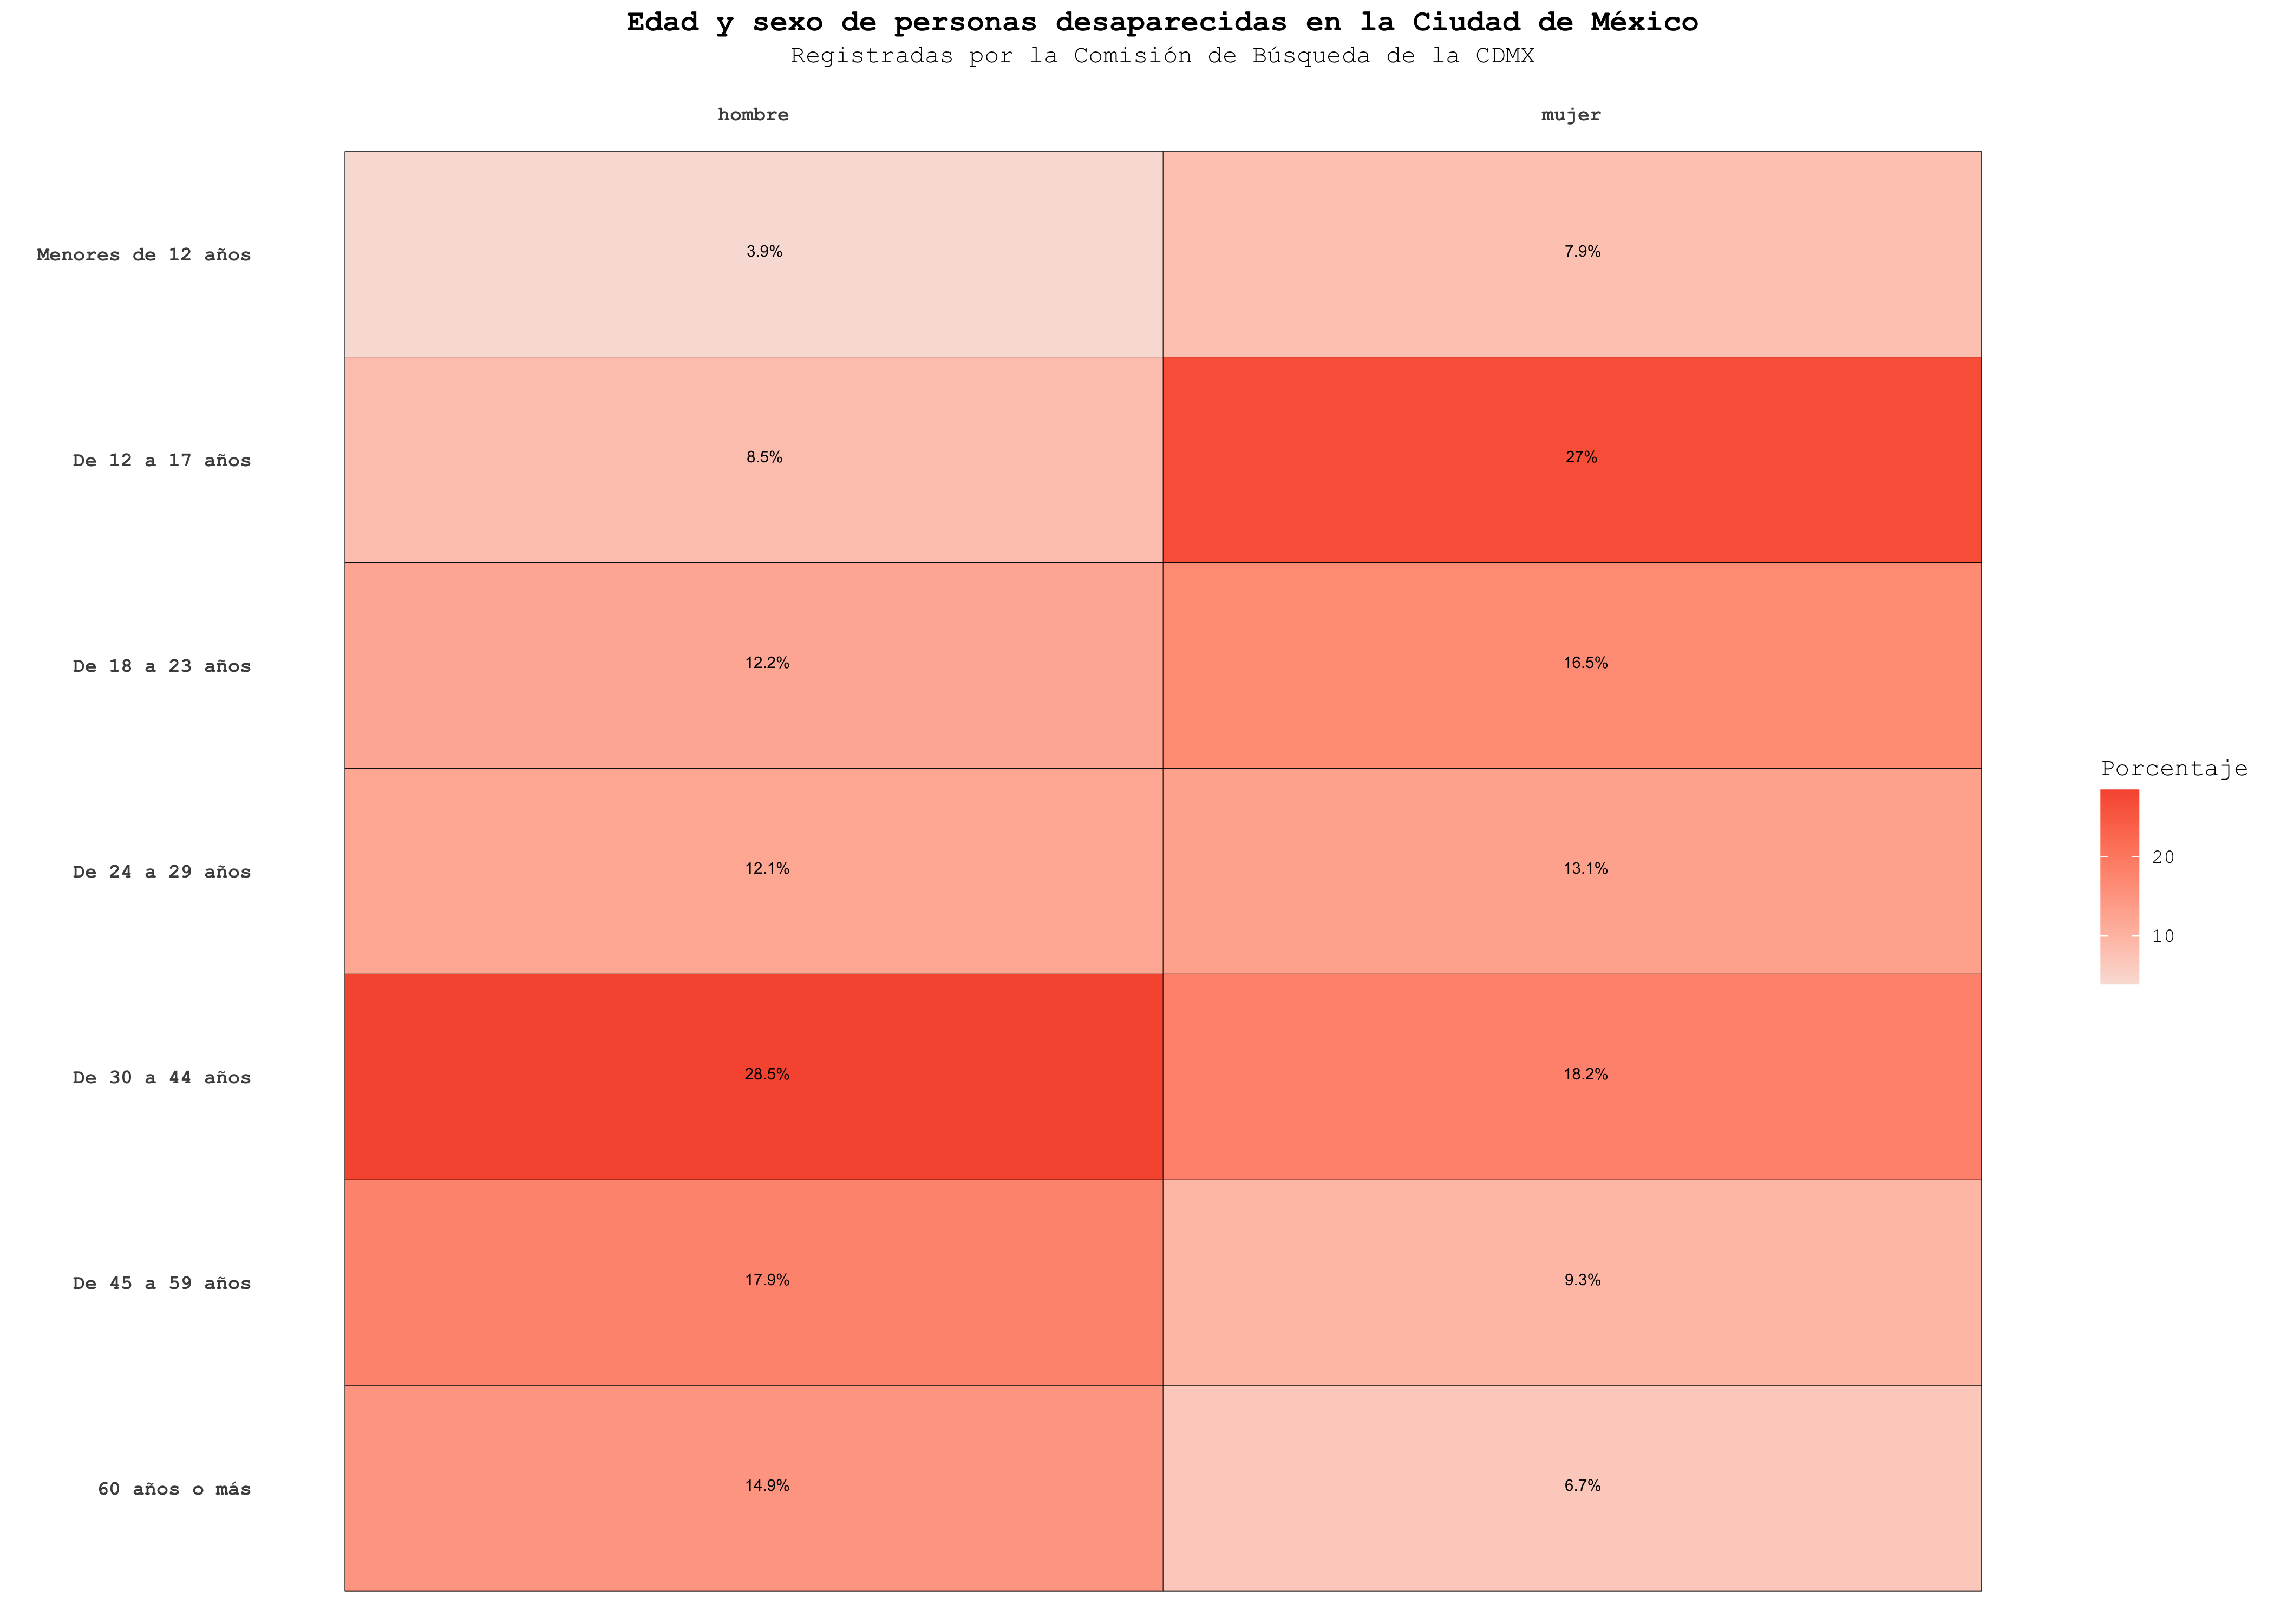 Edad y sexo de personas desaparecidas en la Ciudad de México
Registradas por la Comisión de Búsqueda de la CDMX
hombre mujer
Menores de 12 años 3.9% 7.9%
De 12 a 17 años 8.5% 27%
De 18 a 23 años 12.2% 16.5%
De 24 a 29 años 12.1% 13.1%
De 30 a 44 años 28.5% 18.2%
De 45 a 59 años 17.9% 9.3%
60 años o más 14.9% 6.7%
Porcentaje
20
10